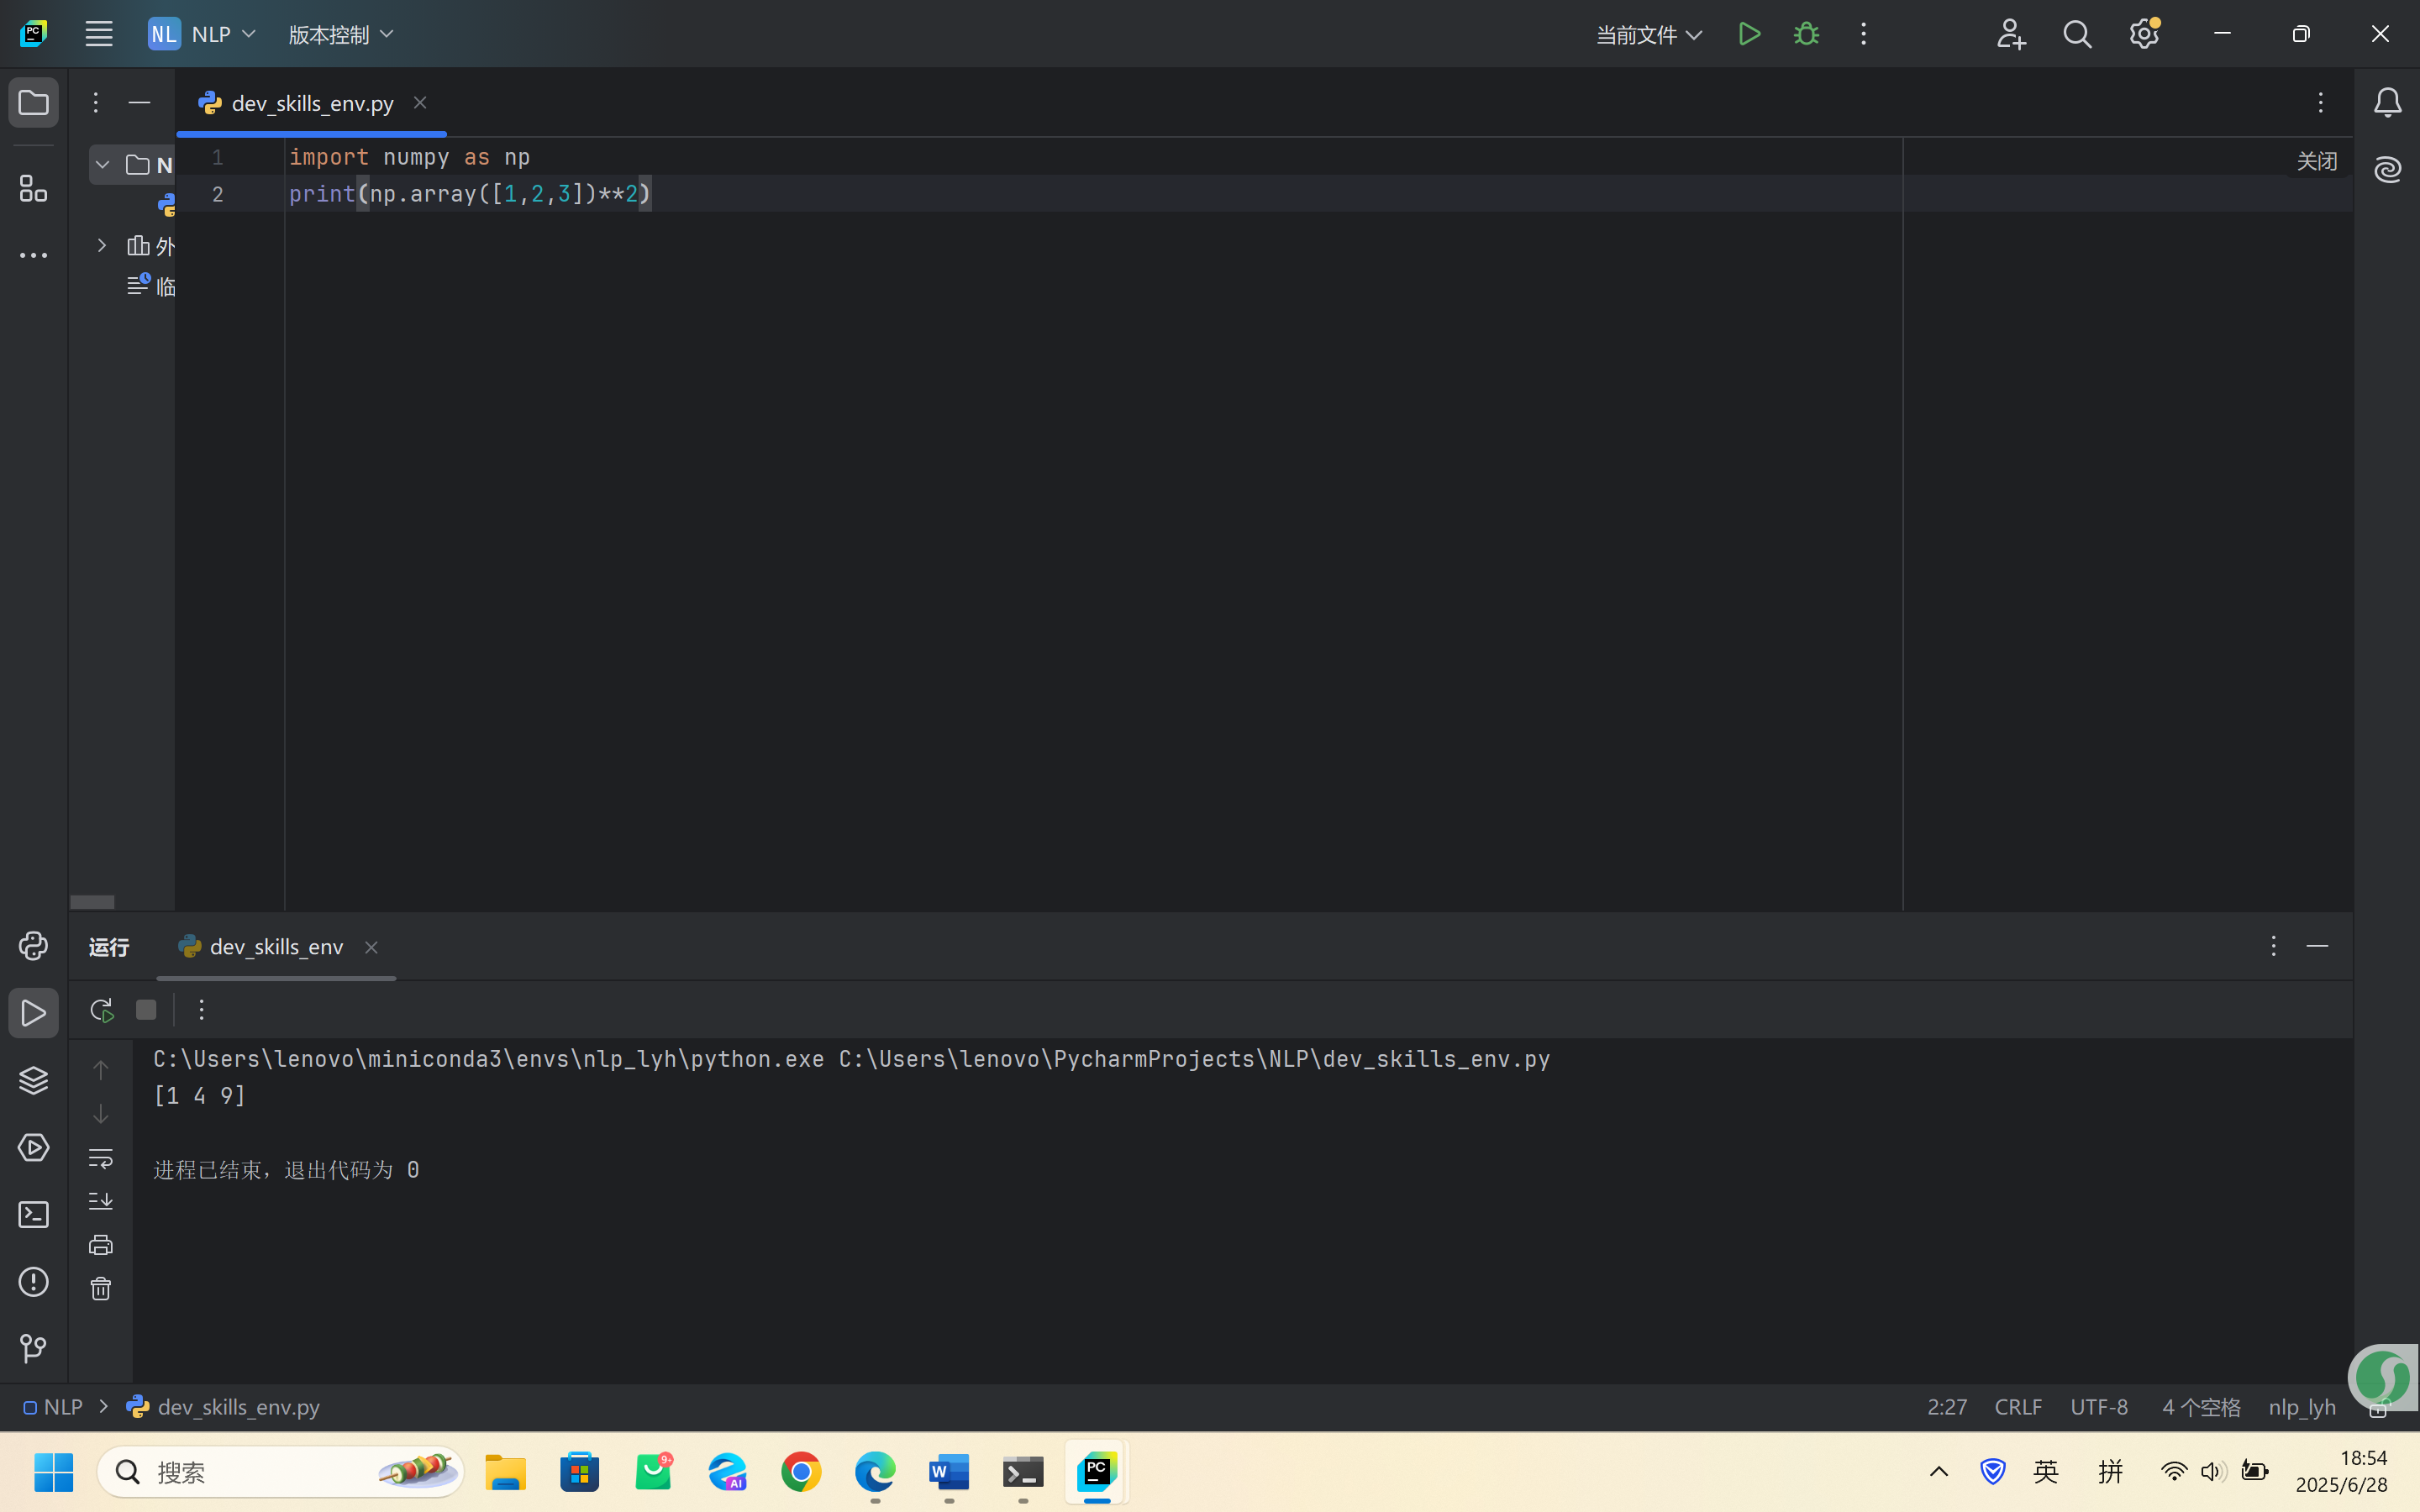 PC
NL NLP 版本控制 当前文件
dev_skills_env.py
N
外
临
1 import numpy as np
2 print(np.array([1,2,3])**2)
关闭
运行 dev_skills_env
C:\Users\lenovo\miniconda3\envs\nlp_lyh\python.exe C:\Users\lenovo\PycharmProjects\NLP\dev_skills_env.py
[1 4 9]
进程已结束，退出代码为 0
NLP dev_skills_env.py 2:27 CRLF UTF-8 4 个空格 nlp_lyh
搜索 9+ AI W PC 英 拼 18:54
2025/6/28